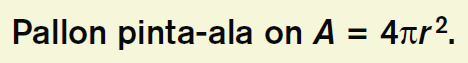 Pallon pinta-ala on A = 4πr².